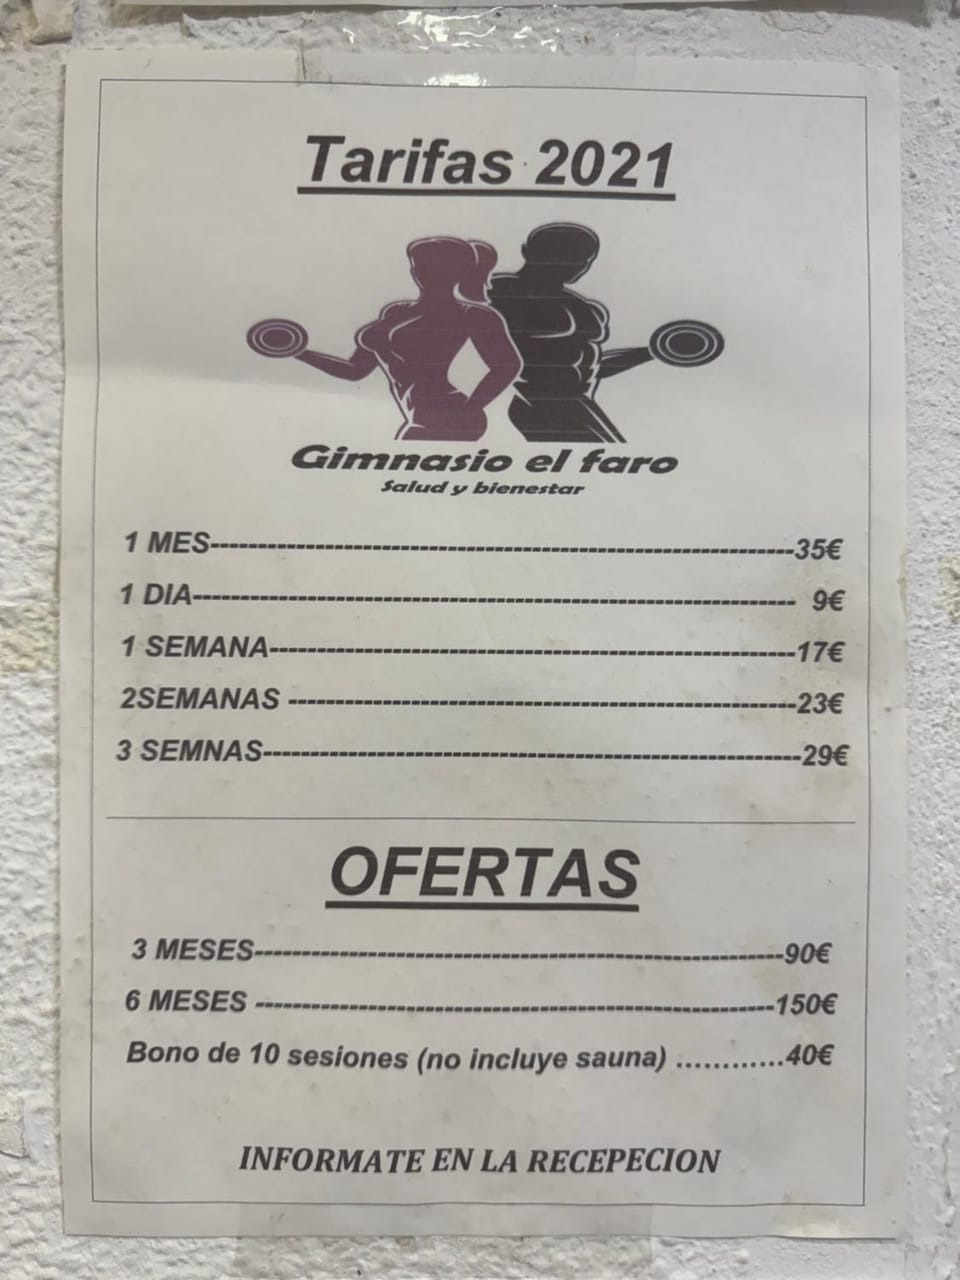 Tarifas 2021
Gimnasio el faro
Salud y bienestar
1 MES--------------------------------------------------------------------35€
1 DIA---------------------------------------------------------------------- 9€
1 SEMANA-------------------------------------------------------------17€
2SEMANAS -----------------------------------------------------------23€
3 SEMNAS---------------------------------------------------------------29€
OFERTAS
3 MESES--------------------------------------------------------------90€
6 MESES ------------------------------------------------------------150€
Bono de 10 sesiones (no incluye sauna) ............40€
INFORMATE EN LA RECEPECION